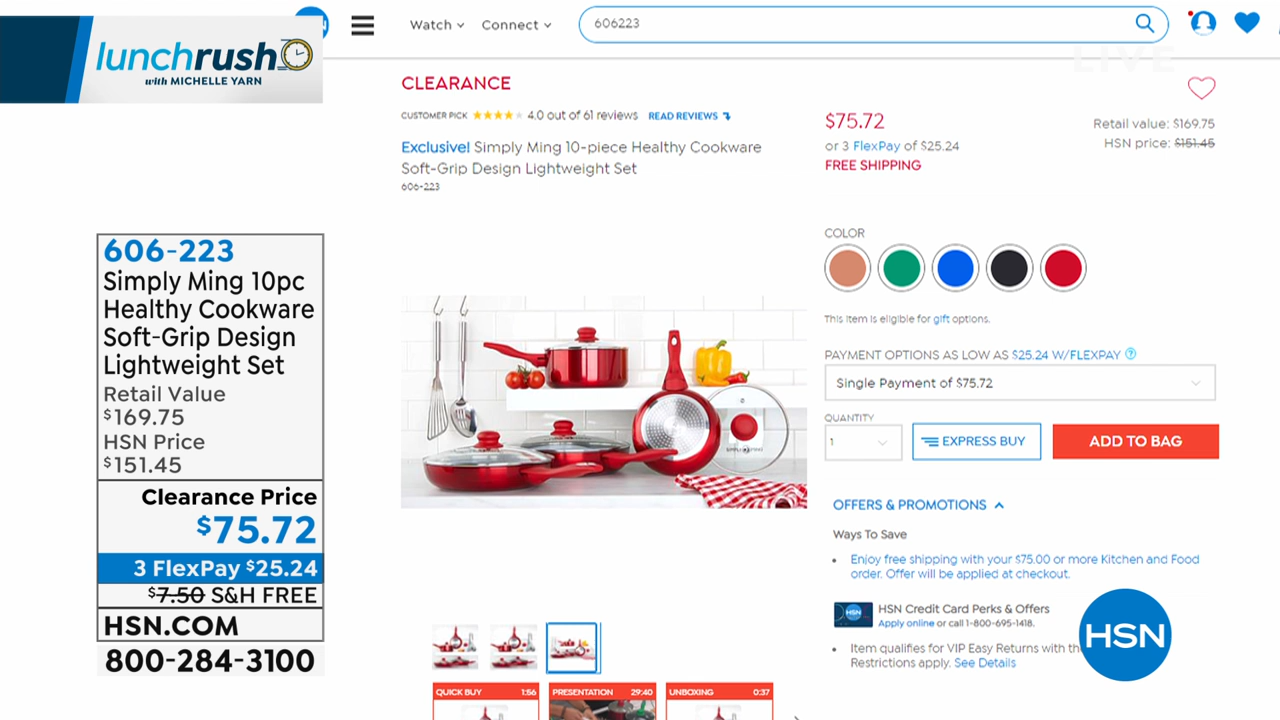 lunchrush
with MICHELLE YARN
Watch
Connect
606223
LIVE
CLEARANCE
CUSTOMER PICK 4.0 out of 61 reviews READ REVIEWS
Exclusive! Simply Ming 10-piece Healthy Cookware
Soft-Grip Design Lightweight Set
606-223
$75.72
or 3 FlexPay of $25.24
FREE SHIPPING
Retail value: $169.75
HSN price: $151.45
COLOR
This item is eligible for gift options.
PAYMENT OPTIONS AS LOW AS $25.24 W/FLEXPAY ?
Single Payment of $75.72
QUANTITY
1
EXPRESS BUY
ADD TO BAG
OFFERS & PROMOTIONS
Ways To Save
• Enjoy free shipping with your $75.00 or more Kitchen and Food
order. Offer will be applied at checkout.
HSN
HSN Credit Card Perks & Offers
Apply online or call 1-800-695-1418.
• Item qualifies for VIP Easy Returns with
Restrictions apply. See Details
HSN
606-223
Simply Ming 10pc
Healthy Cookware
Soft-Grip Design
Lightweight Set
Retail Value
$169.75
HSN Price
$151.45
Clearance Price
$75.72
3 FlexPay $25.24
$7.50 S&H FREE
HSN.COM
800-284-3100
QUICK BUY 1:56
PRESENTATION 29:40
UNBOXING 0:37